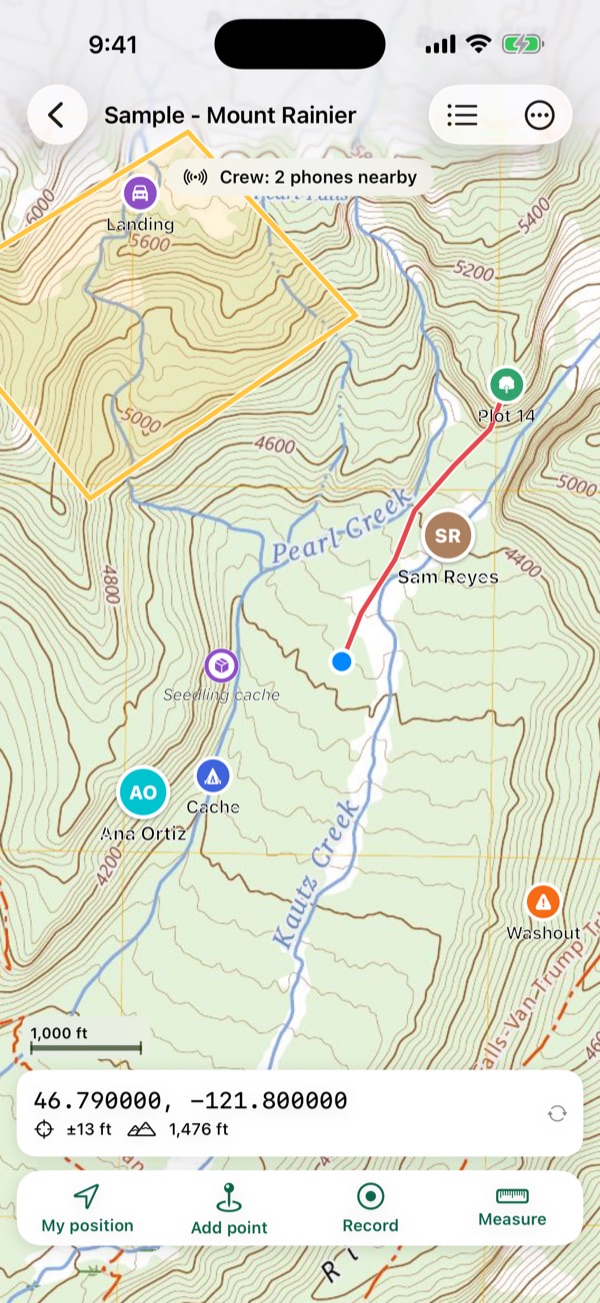 9:41
Sample - Mount Rainier
Crew: 2 phones nearby
Landing
6000
5600
5400
5200
Plot 14
5000
4600
5000
Pearl Creek
SR
Sam Reyes
4400
4800
Seedling cache
AO
Ana Ortiz
Cache
4200
Kautz Creek
Washout
1,000 ft
46.790000, -121.800000
±13 ft
1,476 ft
My position
Add point
Record
Measure